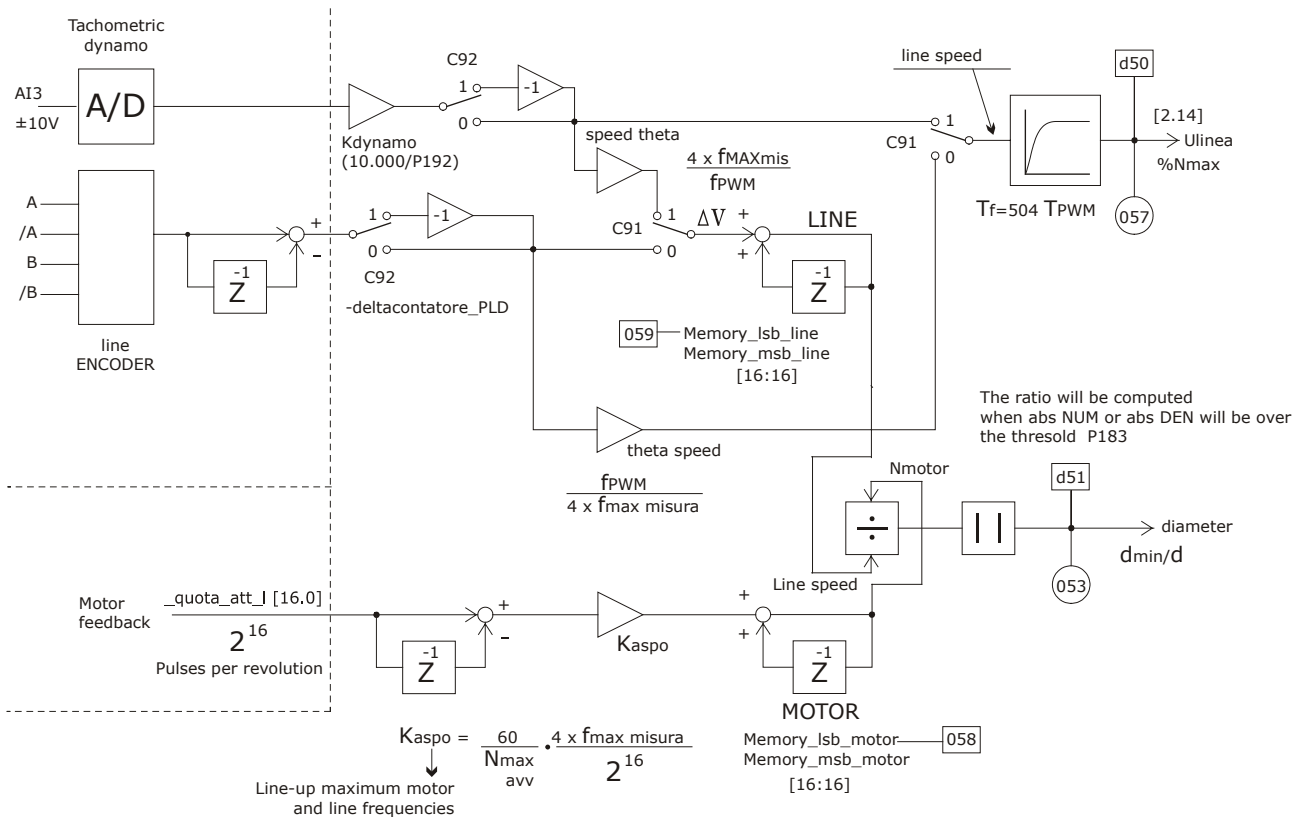 Tachometric
dynamo
AI3
±10V
A/D
Kdynamo
(10.000/P192)
C92
1
0
-1
speed theta
4 x fMAXmis
fPWM
line speed
C91
1
0
Tf=504 TPWM
d50
[2.14]
Ulinea
%Nmax
057
A
/A
B
/B
line
ENCODER
Z-1
+
–
1
0
C92
-1
-deltacontatore_PLD
C91
1
0
ΔV
+
+
LINE
Z-1
059
Memory_lsb_line
Memory_msb_line
[16:16]
theta speed
fPWM
4 x fmax misura
The ratio will be computed
when abs NUM or abs DEN will be over
the thresold P183
Nmotor
÷
Line speed
| |
d51
diameter
dmin/d
053
Motor
feedback
_quota_att_l [16.0]
2^16
Pulses per revolution
Z-1
+
–
Kaspo
+
+
Z-1
MOTOR
Memory_lsb_motor
Memory_msb_motor
[16:16]
058
Kaspo = 60 / Nmax avv • 4 x fmax misura / 2^16
Line-up maximum motor
and line frequencies